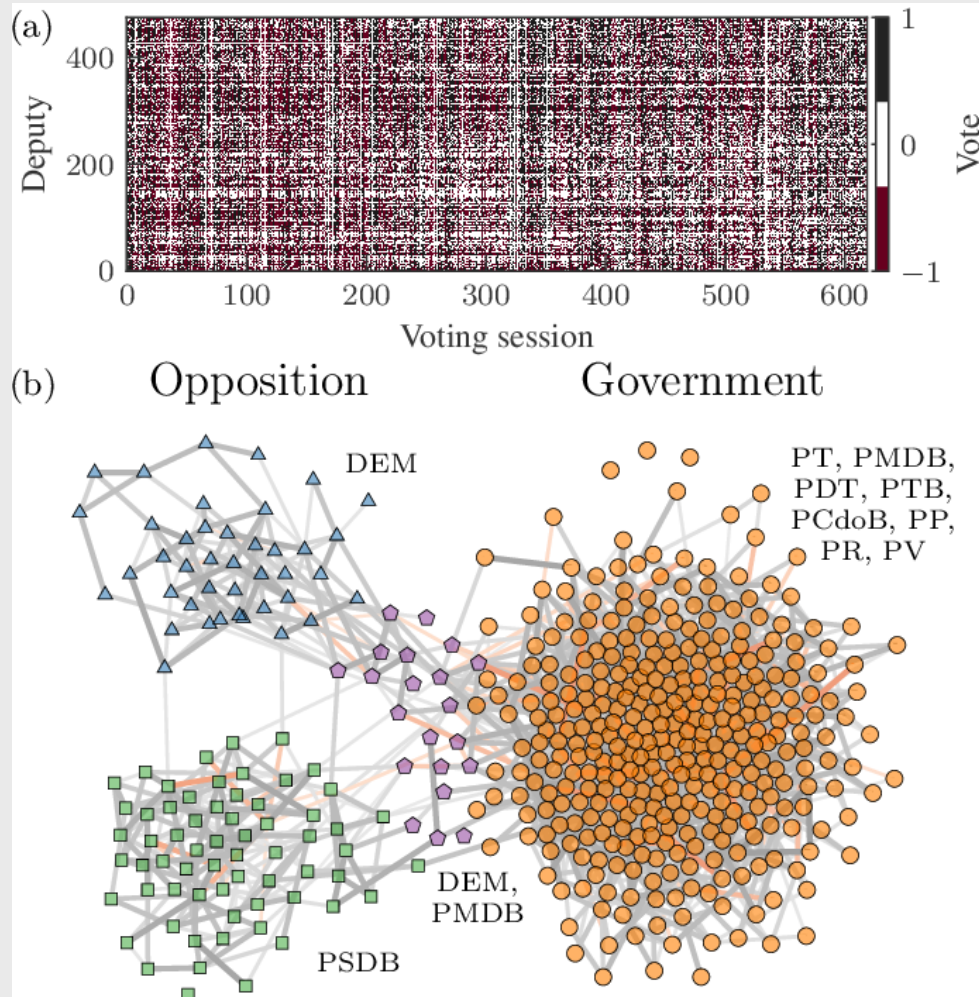 (a)
Deputy
400
200
0
0 100 200 300 400 500 600
Voting session
1
0
−1
Vote
(b)
Opposition Government
DEM
PT, PMDB,
PDT, PTB,
PCdoB, PP,
PR, PV
DEM,
PMDB
PSDB